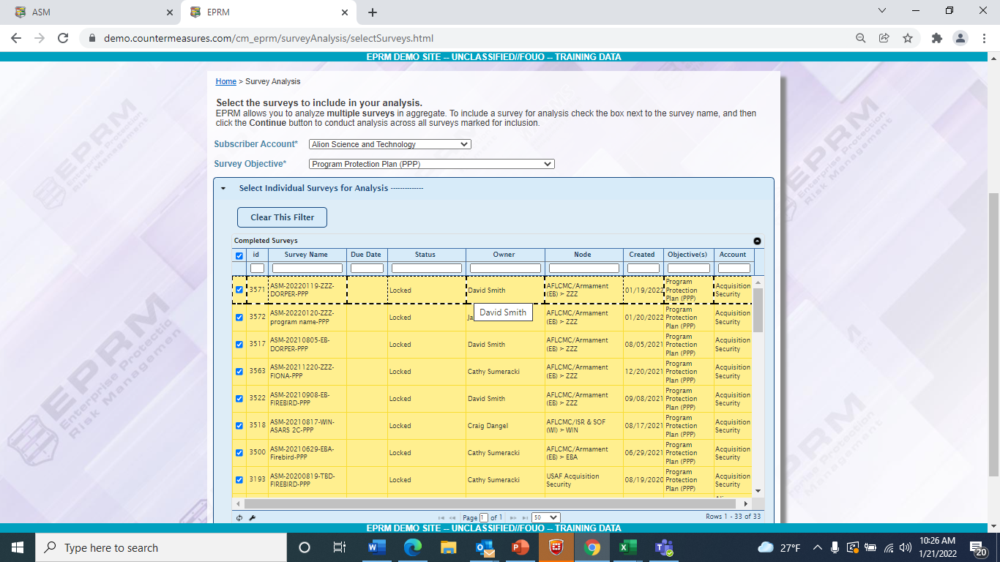 ASM
EPRM
demo.countermeasures.com/cm_eprm/surveyAnalysis/selectSurveys.html
EPRM DEMO SITE -- UNCLASSIFIED//FOUO -- TRAINING DATA
Home > Survey Analysis
Select the surveys to include in your analysis.
EPRM allows you to analyze multiple surveys in aggregate. To include a survey for analysis check the box next to the survey name, and then
click the Continue button to conduct analysis across all surveys marked for inclusion.
Subscriber Account* Alion Science and Technology
Survey Objective* Program Protection Plan (PPP)
Select Individual Surveys for Analysis --------------
Clear This Filter
Completed Surveys
id Survey Name Due Date Status Owner Node Created Objective(s) Account
3571 ASM-20220119-ZZZ-DORPER-PPP Locked David Smith AFLCMC/Armament (EB) > ZZZ 01/19/2022 Program Protection Plan (PPP) Acquisition Security
David Smith
3572 ASM-20220120-ZZZ-program name-PPP Locked Ja AFLCMC/Armament (EB) > ZZZ 01/20/2022 Program Protection Plan (PPP) Acquisition Security
3517 ASM-20210805-EB-DORPER-PPP Locked David Smith AFLCMC/Armament (EB) > ZZZ 08/05/2021 Program Protection Plan (PPP) Acquisition Security
3563 ASM-20211220-ZZZ-FIONA-PPP Locked Cathy Sumeracki AFLCMC/Armament (EB) > ZZZ 12/20/2021 Program Protection Plan (PPP) Acquisition Security
3522 ASM-20210908-EB-FIREBIRD-PPP Locked David Smith AFLCMC/Armament (EB) > ZZZ 09/08/2021 Program Protection Plan (PPP) Acquisition Security
3518 ASM-20210817-WIN-ASARS 2C-PPP Locked Craig Dangel AFLCMC/ISR & SOF (WI) > WIN 08/17/2021 Program Protection Plan (PPP) Acquisition Security
3500 ASM-20210629-EBA-Firebird-PPP Locked Cathy Sumeracki AFLCMC/Armament (EB) > EBA 06/29/2021 Program Protection Plan (PPP) Acquisition Security
3193 ASM-20200819-TBD-FIREBIRD-PPP Locked Cathy Sumeracki USAF Acquisition Security 08/19/2020 Program Protection Plan (PPP) Acquisition Security
Page 1 of 1 50 Rows 1 - 33 of 33
EPRM DEMO SITE -- UNCLASSIFIED//FOUO -- TRAINING DATA
EPRM
Enterprise Protection
Risk Management
Type here to search
27°F
10:26 AM
1/21/2022
20